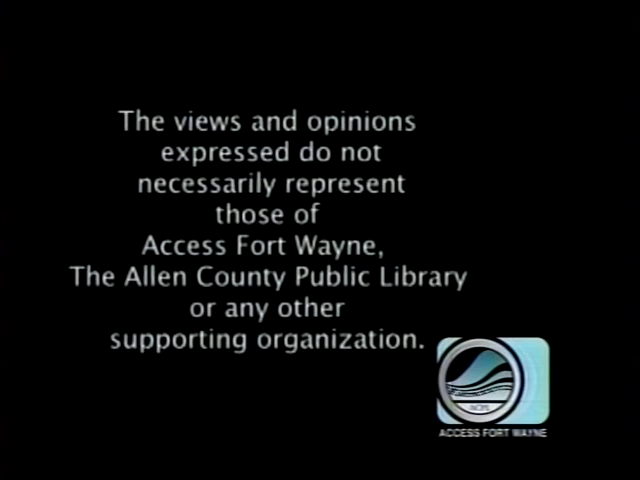 The views and opinions
expressed do not
necessarily represent
those of
Access Fort Wayne,
The Allen County Public Library
or any other
supporting organization.
ACCESS FORT WAYNE